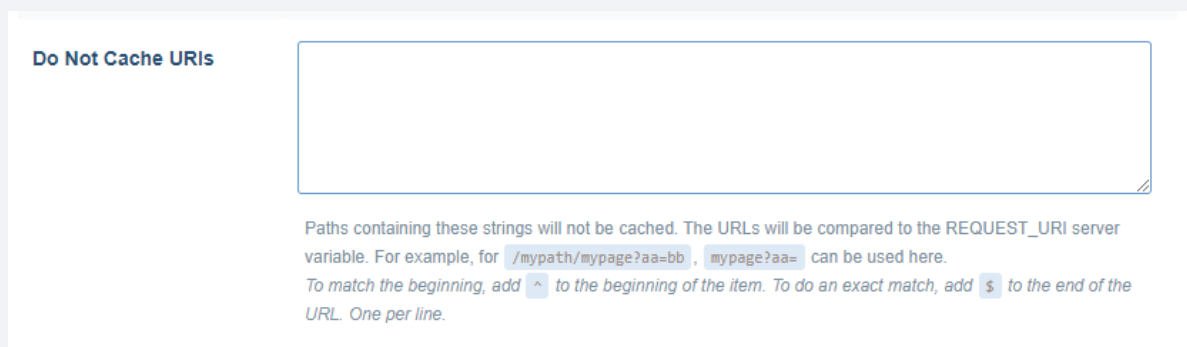 Do Not Cache URIs
Paths containing these strings will not be cached. The URLs will be compared to the REQUEST_URI server
variable. For example, for /mypath/mypage?aa=bb , mypage?aa= can be used here.
To match the beginning, add ^ to the beginning of the item. To do an exact match, add $ to the end of the
URL. One per line.